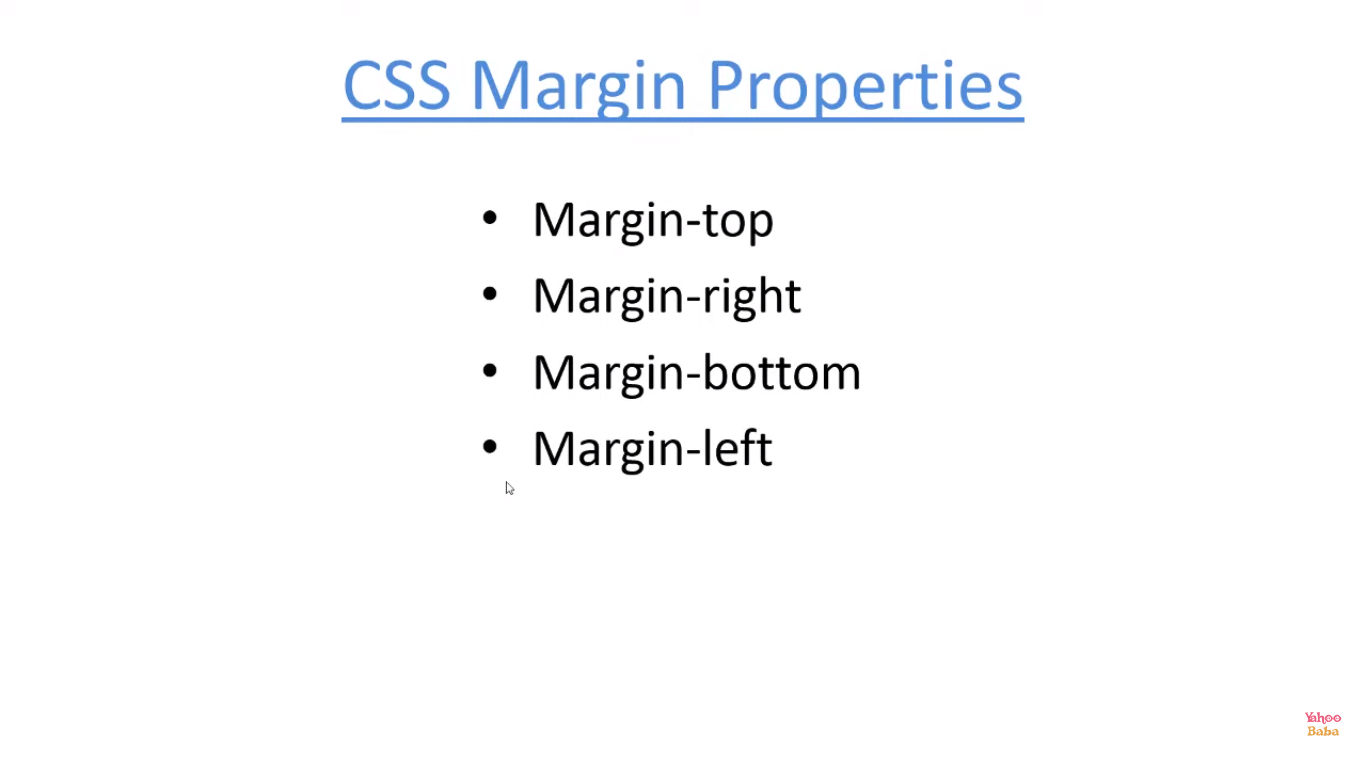 CSS Margin Properties
• Margin-top
• Margin-right
• Margin-bottom
• Margin-left
Yahoo
Baba